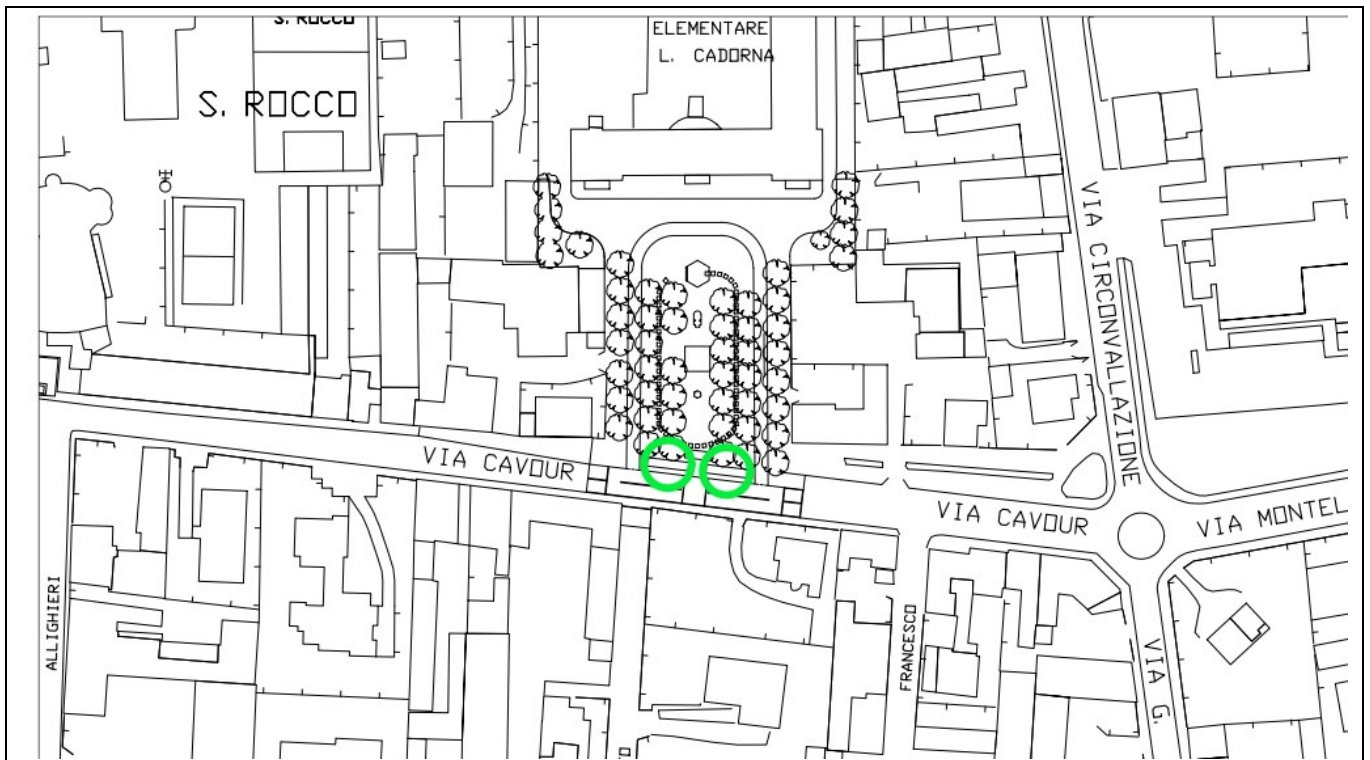 S. ROCCO
ELEMENTARE
L. CADORNA
S. ROCCO
VIA CIRCONVALLAZIONE
VIA CAVOUR
VIA CAVOUR
VIA MONTEL
ALLIGHIERI
FRANCESCO
VIA G.